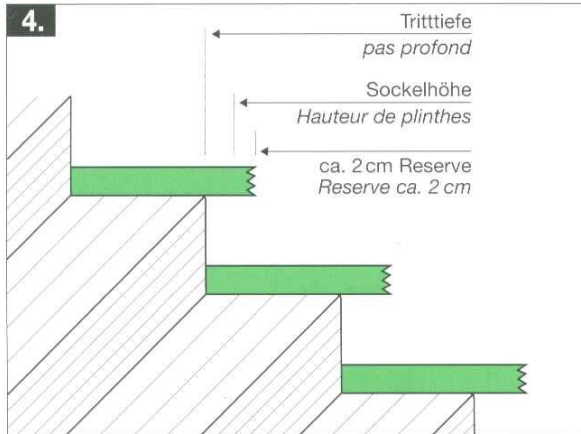 4.
Tritttiefe
pas profond
Sockelhöhe
Hauteur de plinthes
ca. 2 cm Reserve
Reserve ca. 2 cm